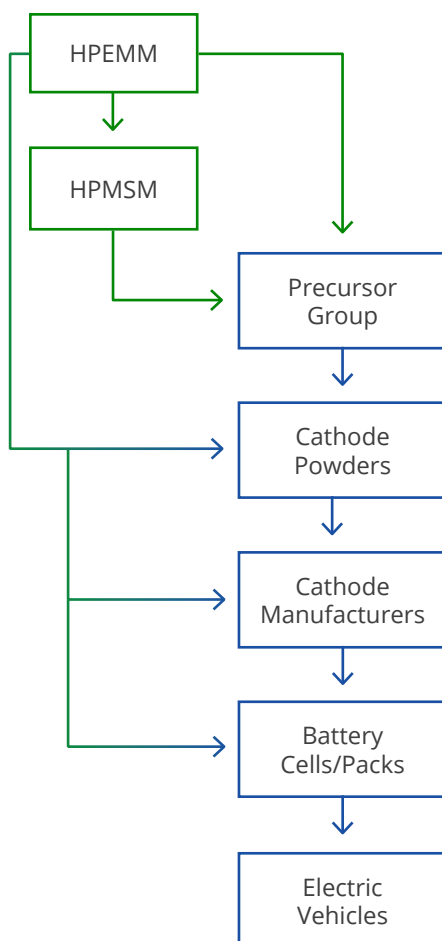 HPEMM
HPMSM
Precursor
Group
Cathode
Powders
Cathode
Manufacturers
Battery
Cells/Packs
Electric
Vehicles